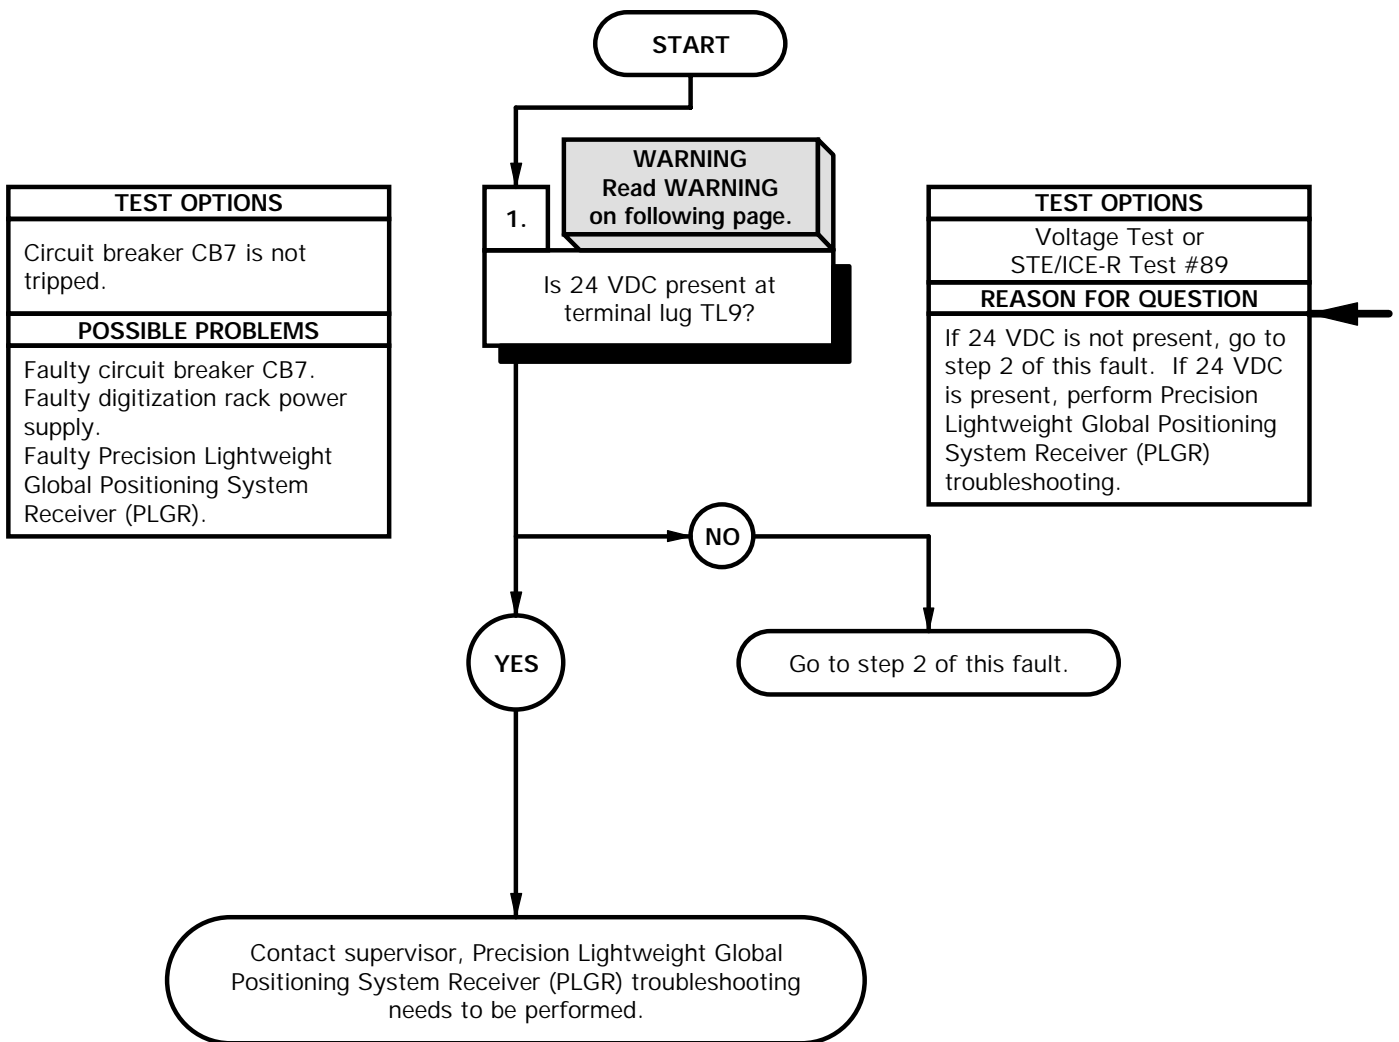 START
WARNING
Read WARNING
on following page.
1.
Is 24 VDC present at
terminal lug TL9?
TEST OPTIONS
Circuit breaker CB7 is not
tripped.
POSSIBLE PROBLEMS
Faulty circuit breaker CB7.
Faulty digitization rack power
supply.
Faulty Precision Lightweight
Global Positioning System
Receiver (PLGR).
TEST OPTIONS
Voltage Test or
STE/ICE-R Test #89
REASON FOR QUESTION
If 24 VDC is not present, go to
step 2 of this fault.  If 24 VDC
is present, perform Precision
Lightweight Global Positioning
System Receiver (PLGR)
troubleshooting.
NO
YES
Go to step 2 of this fault.
Contact supervisor, Precision Lightweight Global
Positioning System Receiver (PLGR) troubleshooting
needs to be performed.